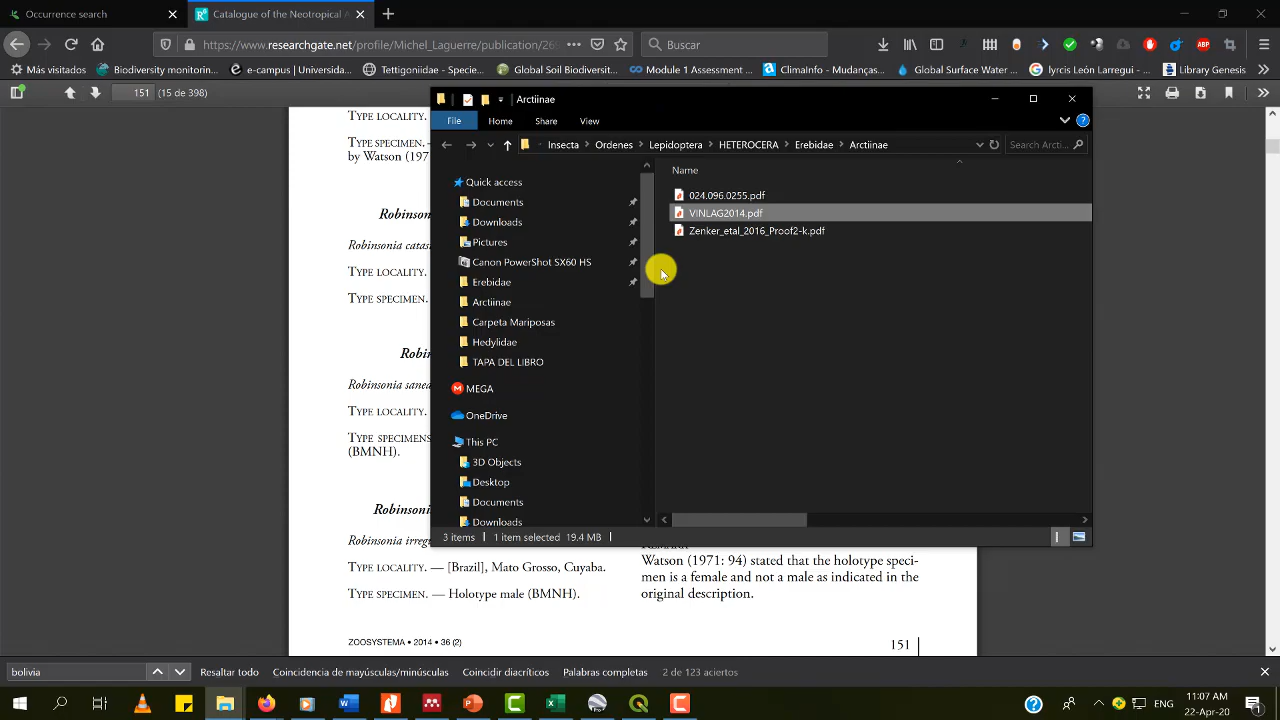 Occurrence search
Catalogue of the Neotropical A
https://www.researchgate.net/profile/Michel_Laguerre/publication/26
Buscar
Más visitados
Biodiversity monitorin...
e-campus | Universida...
Tettigoniidae - Specie...
Global Soil Biodiversit...
Module 1 Assessment ...
ClimaInfo - Mudanças...
Global Surface Water
lyrics León Larregui - ...
Library Genesis
151 (15 de 398)
TYPE LOCALITY.
TYPE SPECIMEN. —
by Watson (197
Robinson
Robinsonia catas
TYPE LOCALITY.
TYPE SPECIMEN.
Robi
Robinsonia sanea
TYPE LOCALITY.
TYPE SPECIMENS
(BMNH).
Robinsoni
Robinsonia irreg
TYPE LOCALITY. — [Brazil], Mato Grosso, Cuyaba.
TYPE SPECIMEN. — Holotype male (BMNH).
REMARK
Watson (1971: 94) stated that the holotype speci-
men is a female and not a male as indicated in the
original description.
ZOOSYSTEMA • 2014 • 36 (2)
151
Arctiinae
File Home Share View
Insecta Ordenes Lepidoptera HETEROCERA Erebidae Arctiinae
Search Arcti...
Name
024.096.0255.pdf
VINLAG2014.pdf
Zenker_etal_2016_Proof2-k.pdf
Quick access
Documents
Downloads
Pictures
Canon PowerShot SX60 HS
Erebidae
Arctiinae
Carpeta Mariposas
Hedylidae
TAPA DEL LIBRO
MEGA
OneDrive
This PC
3D Objects
Desktop
Documents
Downloads
3 items 1 item selected 19.4 MB
bolivia
Resaltar todo
Coincidencia de mayúsculas/minúsculas
Coincidir diacríticos
Palabras completas
2 de 123 aciertos
ENG
11:07 AM
22-Apr-20